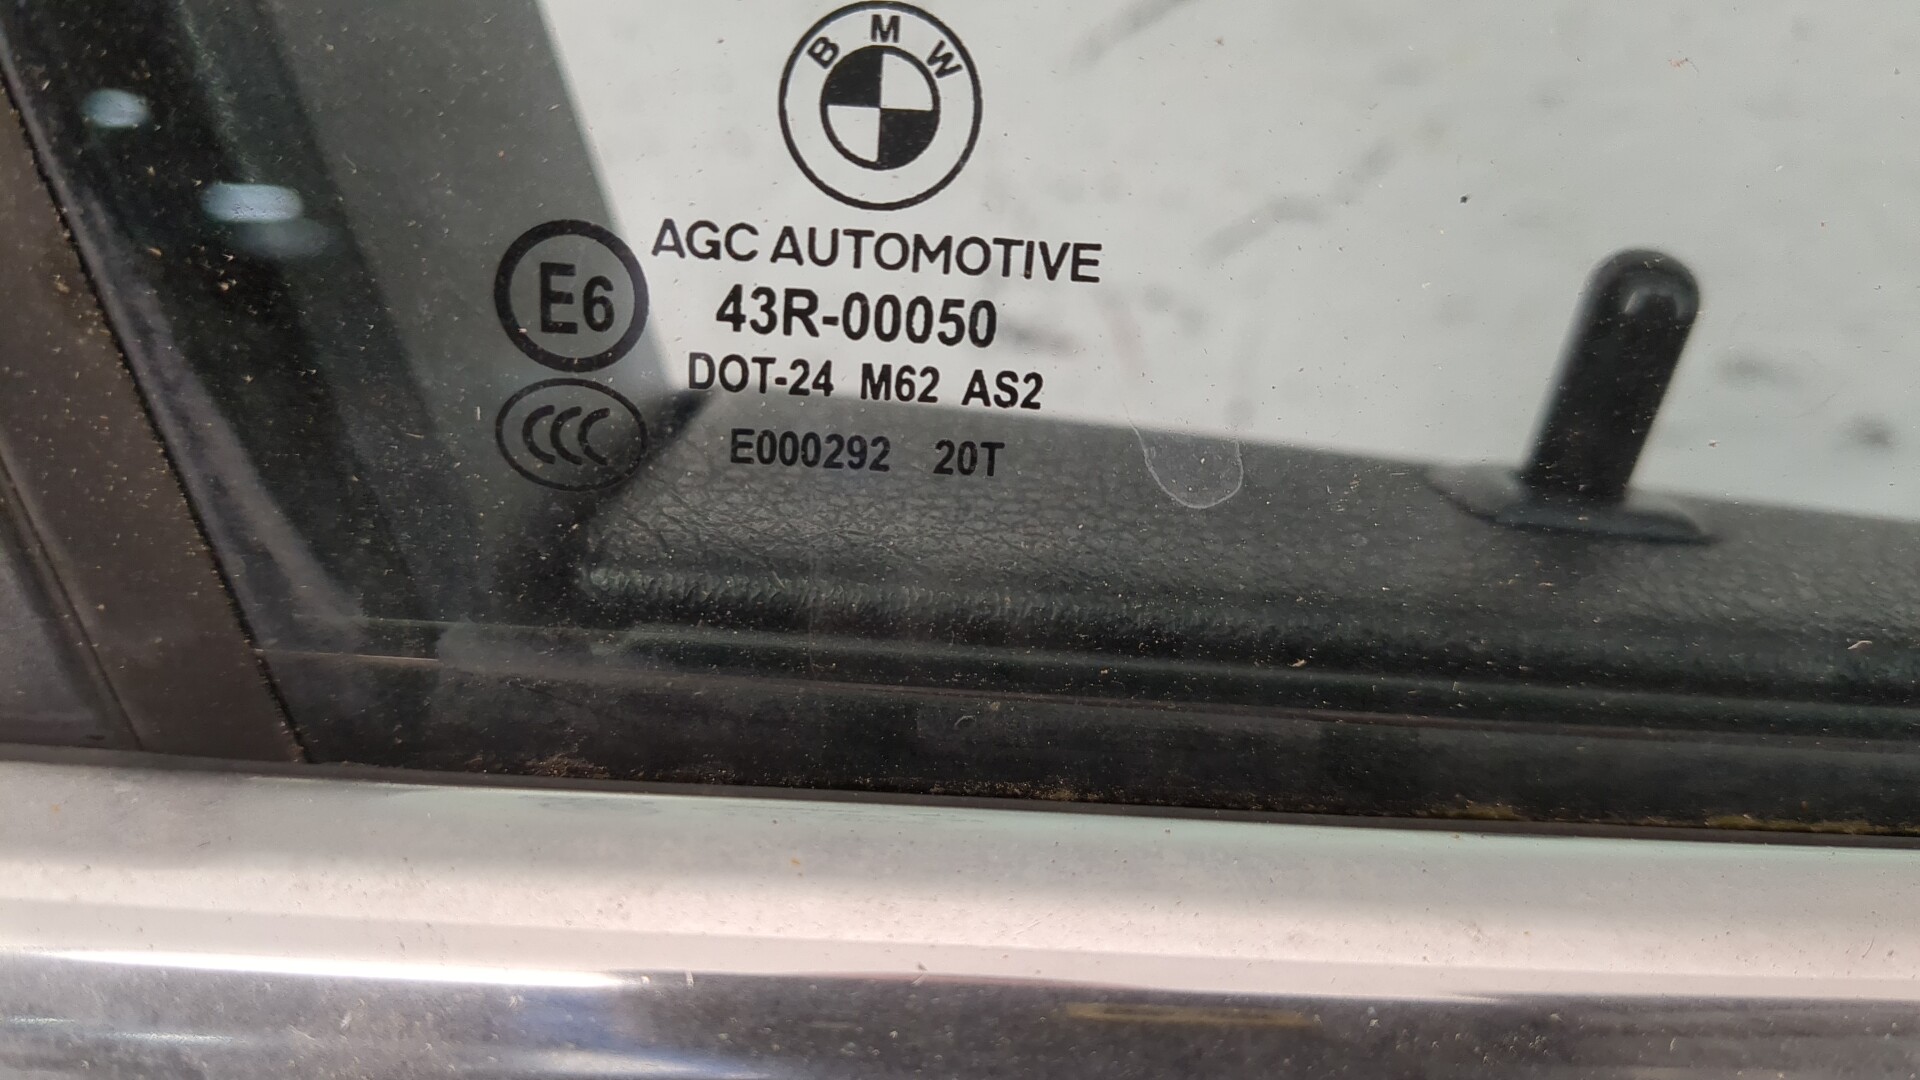 BMW
AGC AUTOMOTIVE
E6
43R-00050
DOT-24 M62 AS2
CCC
E000292 20T